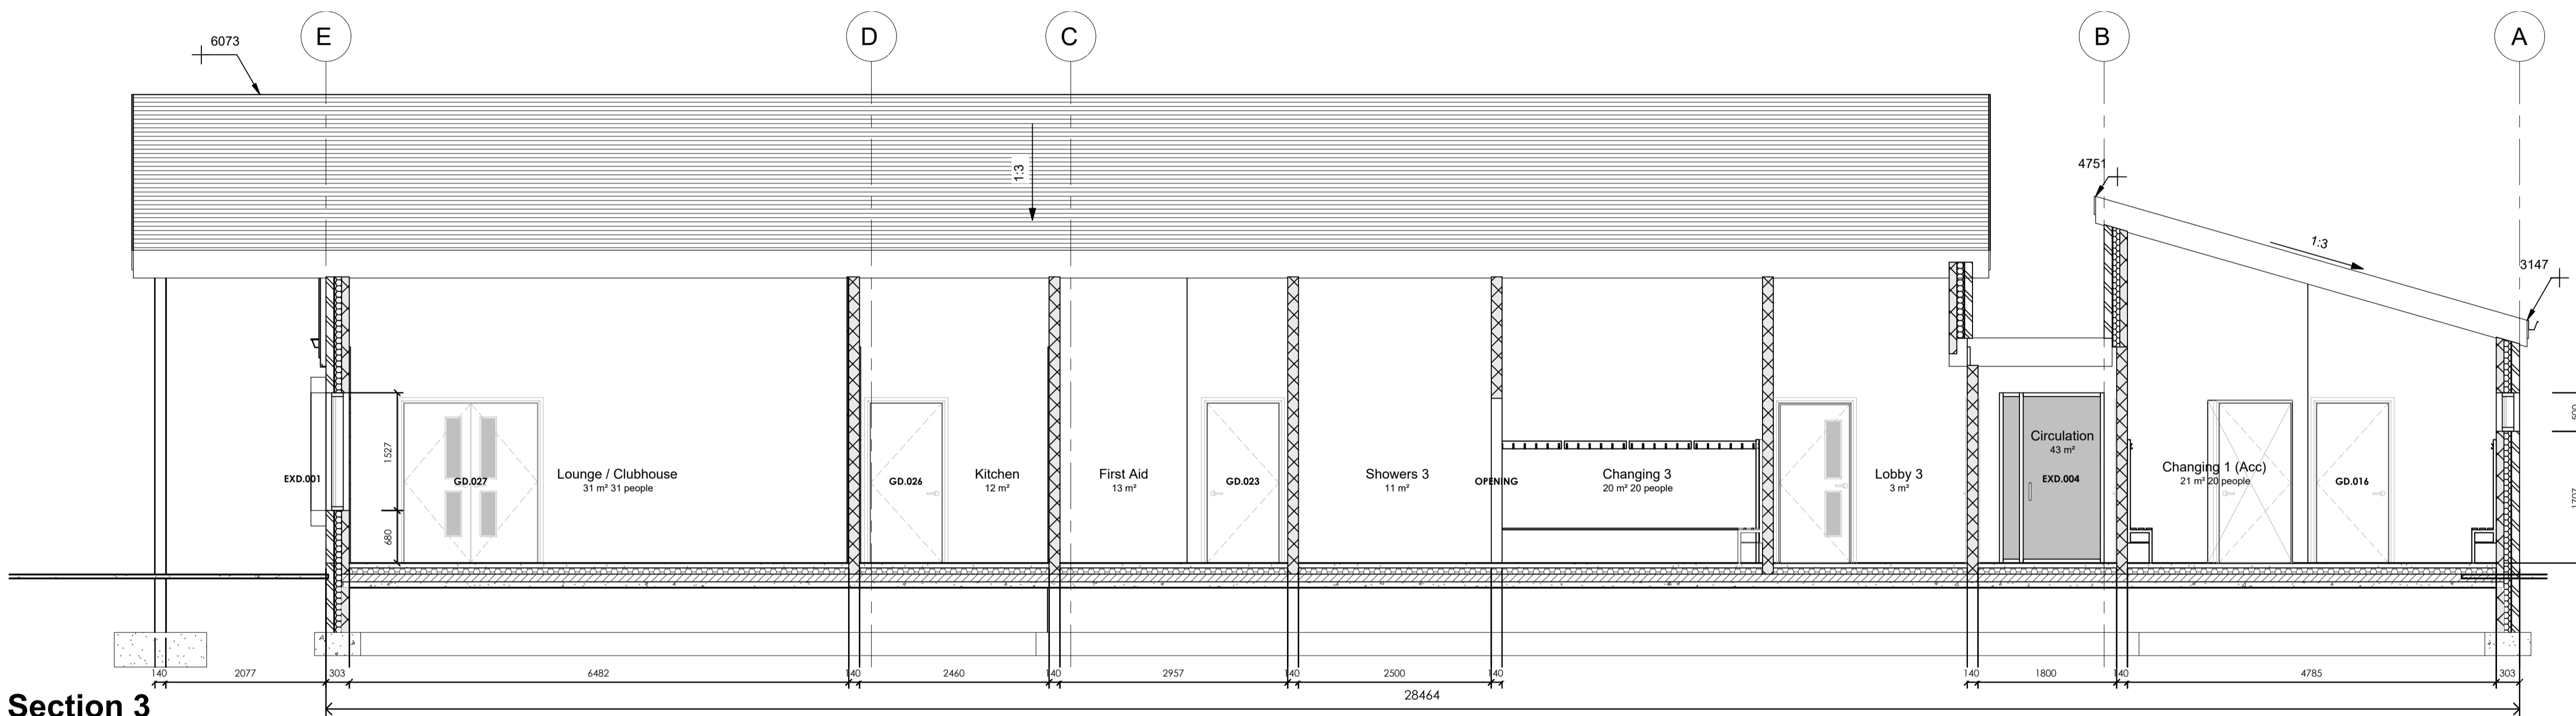 E
D
C
B
A
6073
4751
3147
1:3
1:3
1527
680
EXD.001
GD.027
Lounge / Clubhouse
31 m² 31 people
GD.026
Kitchen
12 m²
First Aid
13 m²
GD.023
Showers 3
11 m²
OPENING
Changing 3
20 m² 20 people
Lobby 3
3 m²
Circulation
43 m²
EXD.004
Changing 1 (Acc)
21 m² 20 people
GD.016
140
2077
303
6482
140
2460
140
2957
140
2500
140
140
1800
140
4785
303
28464
Section 3